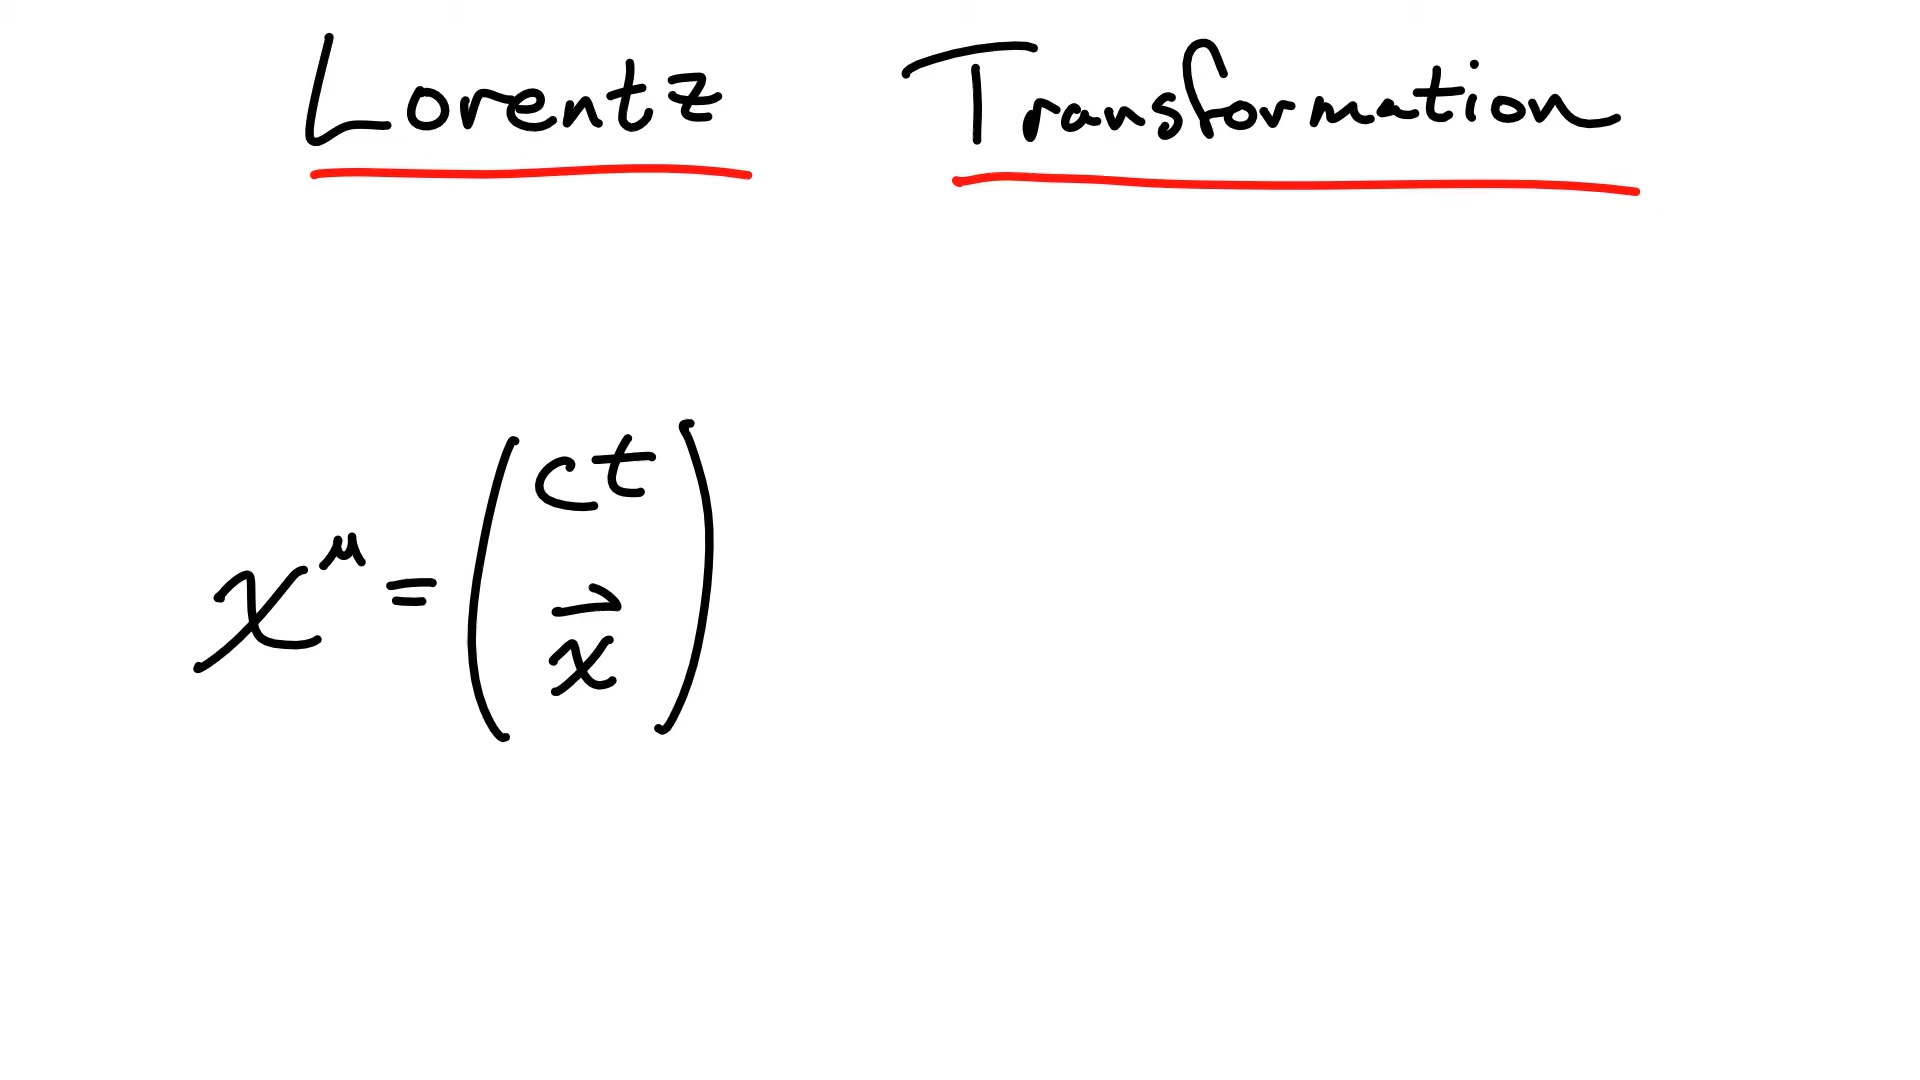 Lorentz Transformation
x^μ = (ct
x⃗)